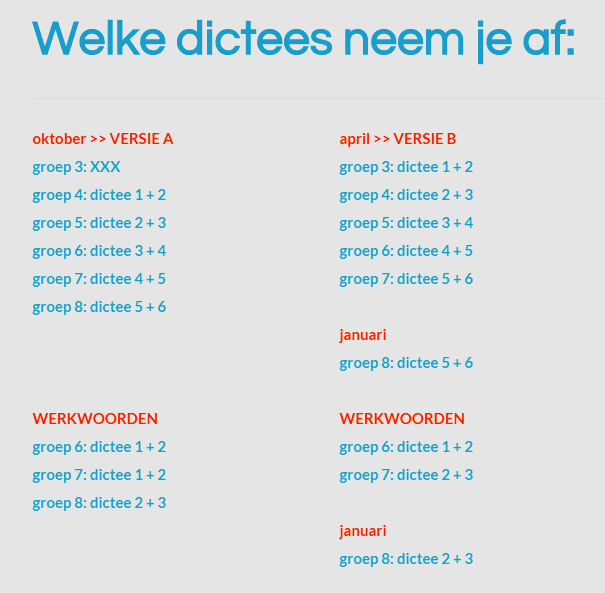 Welke dictees neem je af:
oktober >> VERSIE A
groep 3: XXX
groep 4: dictee 1 + 2
groep 5: dictee 2 + 3
groep 6: dictee 3 + 4
groep 7: dictee 4 + 5
groep 8: dictee 5 + 6
WERKWOORDEN
groep 6: dictee 1 + 2
groep 7: dictee 1 + 2
groep 8: dictee 2 + 3
april >> VERSIE B
groep 3: dictee 1 + 2
groep 4: dictee 2 + 3
groep 5: dictee 3 + 4
groep 6: dictee 4 + 5
groep 7: dictee 5 + 6
januari
groep 8: dictee 5 + 6
WERKWOORDEN
groep 6: dictee 1 + 2
groep 7: dictee 2 + 3
januari
groep 8: dictee 2 + 3